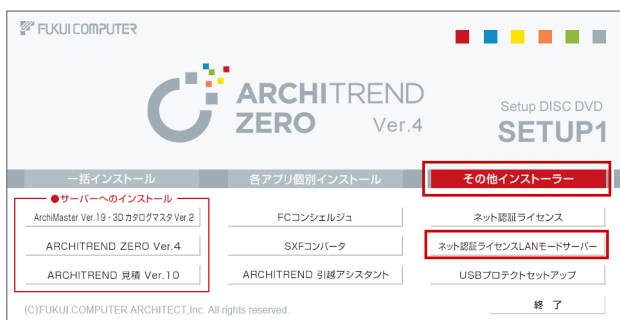 FUKUI COMPUTER
ARCHITREND
ZERO Ver.4
Setup DISC DVD
SETUP1
一括インストール
各アプリ個別インストール
その他インストーラー
●サーバーへのインストール
ArchiMaster Ver.19・3D カタログマスタ Ver.2
FCコンシェルジュ
ネット認証ライセンス
ARCHITREND ZERO Ver.4
SXFコンバータ
ネット認証ライセンスLANモードサーバー
ARCHITREND 見積 Ver.10
ARCHITREND 引越アシスタント
USBプロテクトセットアップ
(C)FUKUI COMPUTER ARCHITECT,Inc. All rights reserved.
終 了